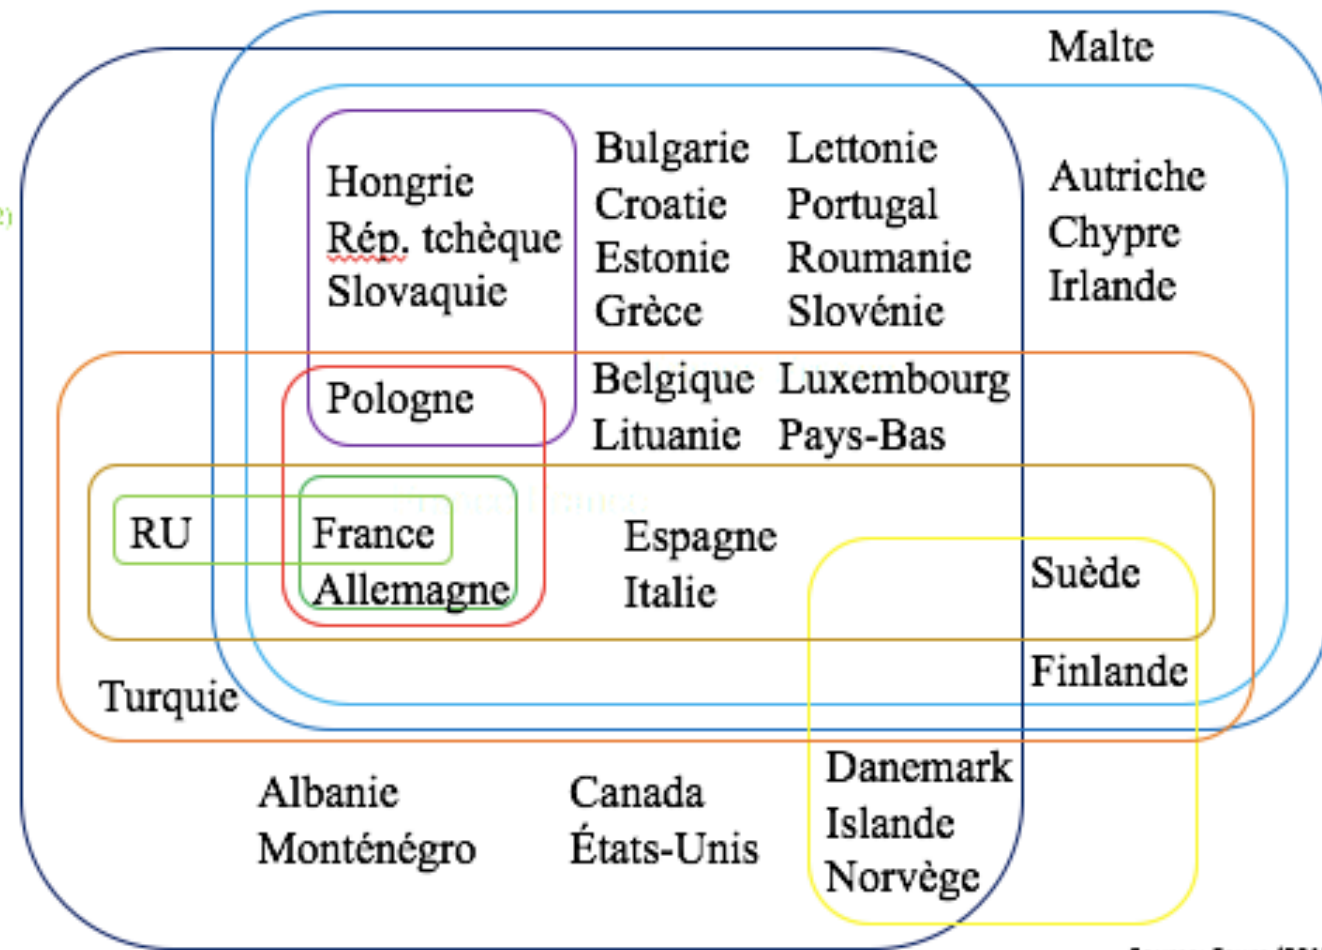 Malte
Bulgarie Lettonie
Autriche
Hongrie
Croatie Portugal
Chypre
Rép. tchèque
Estonie Roumanie
Irlande
Slovaquie
Grèce Slovénie
Pologne
Belgique Luxembourg
Lituanie Pays-Bas
RU
France
Espagne
Allemagne
Italie
Suède
Finlande
Turquie
Albanie
Canada
Danemark
Monténégro
États-Unis
Islande
Norvège